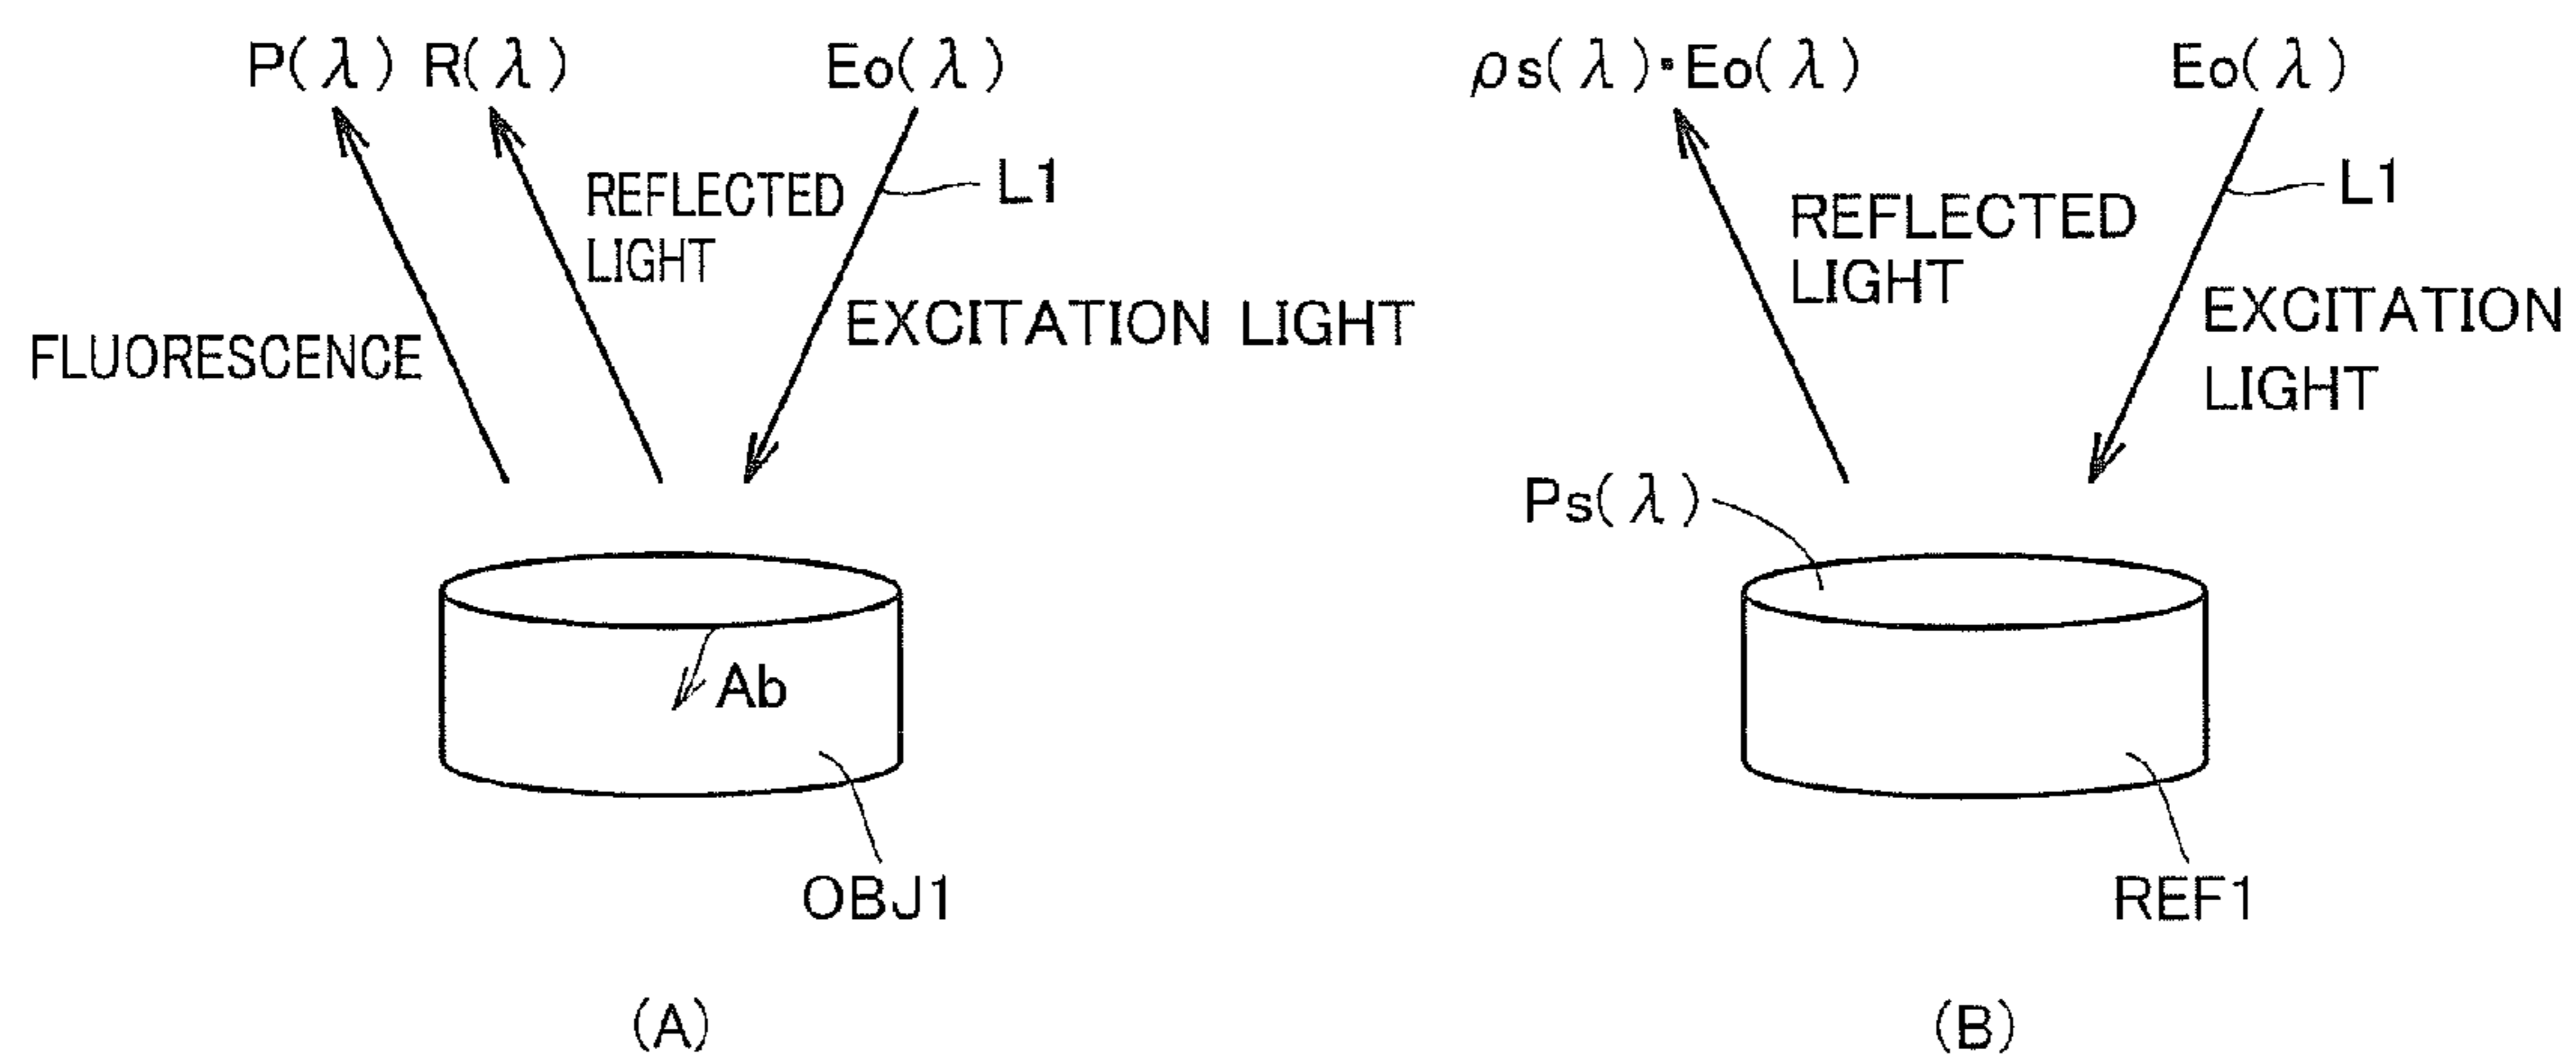 P(λ) R(λ)
Eo(λ)
REFLECTED
LIGHT
L1
EXCITATION LIGHT
FLUORESCENCE
Ab
OBJ1
(A)
ρs(λ)・Eo(λ)
Eo(λ)
L1
REFLECTED
LIGHT
EXCITATION
LIGHT
Ps(λ)
REF1
(B)